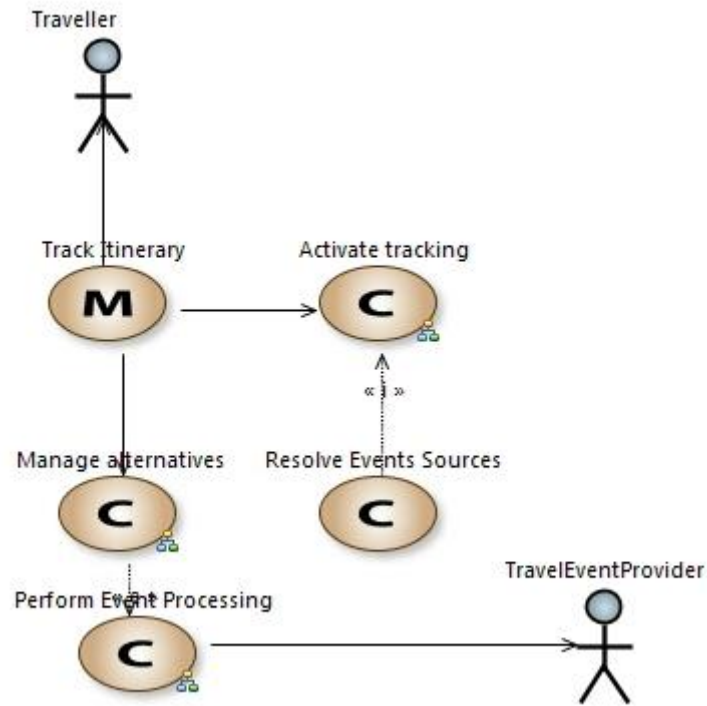 Traveller
Track Itinerary
Activate tracking
M
C
« I »
Manage alternatives
Resolve Events Sources
C
C
TravelEventProvider
Perform Event Processing
C